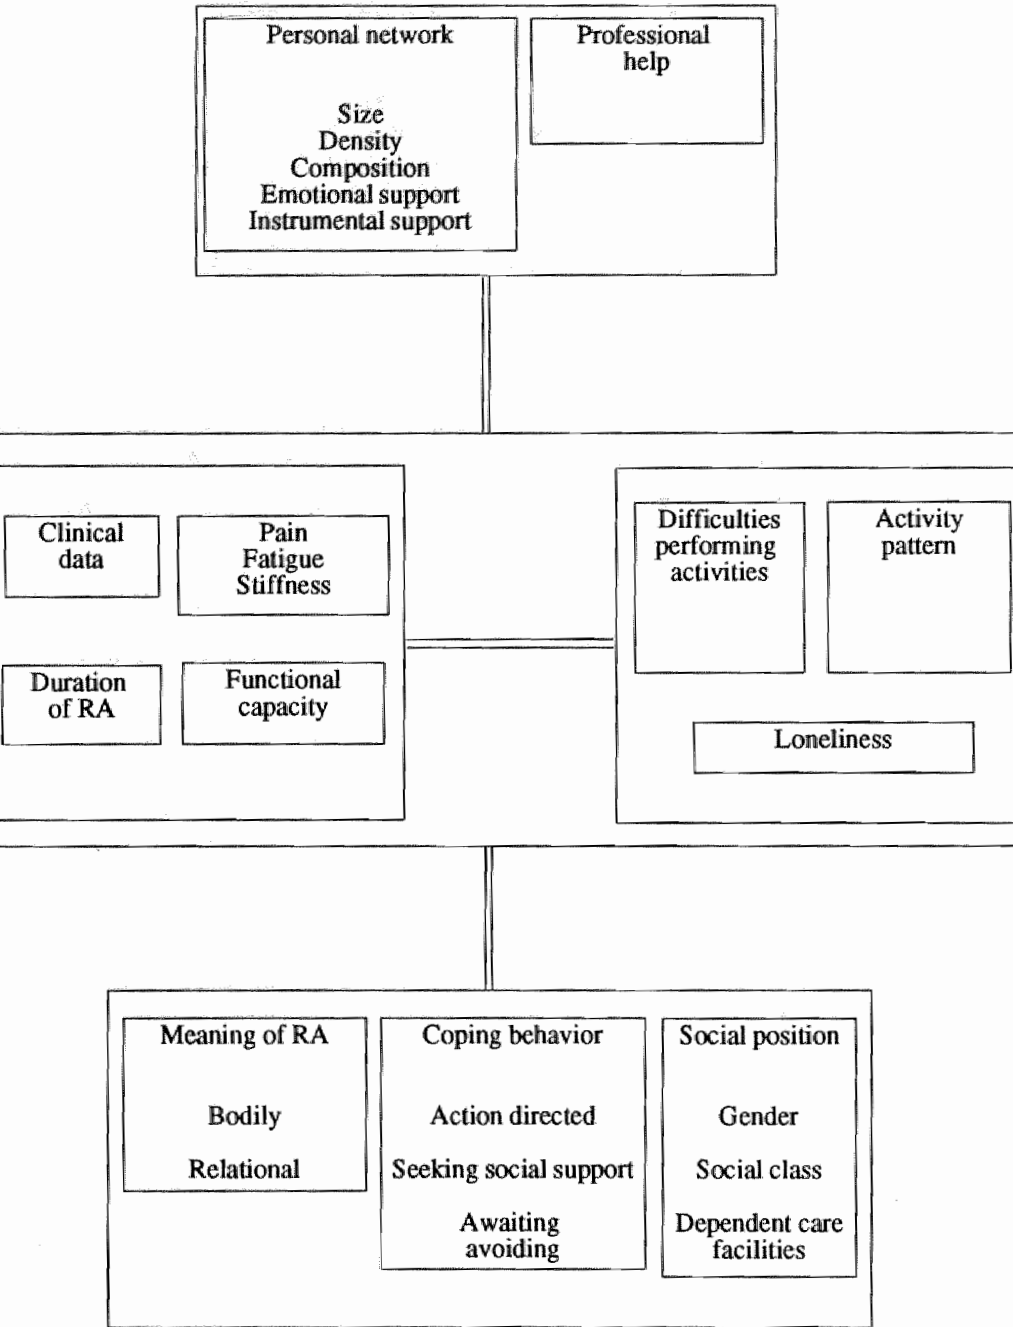 Personal network
Size
Density
Composition
Emotional support
Instrumental support
Professional
help
Clinical
data
Pain
Fatigue
Stiffness
Duration
of RA
Functional
capacity
Difficulties
performing
activities
Activity
pattern
Loneliness
Meaning of RA
Bodily
Relational
Coping behavior
Action directed
Seeking social support
Awaiting
avoiding
Social position
Gender
Social class
Dependent care
facilities